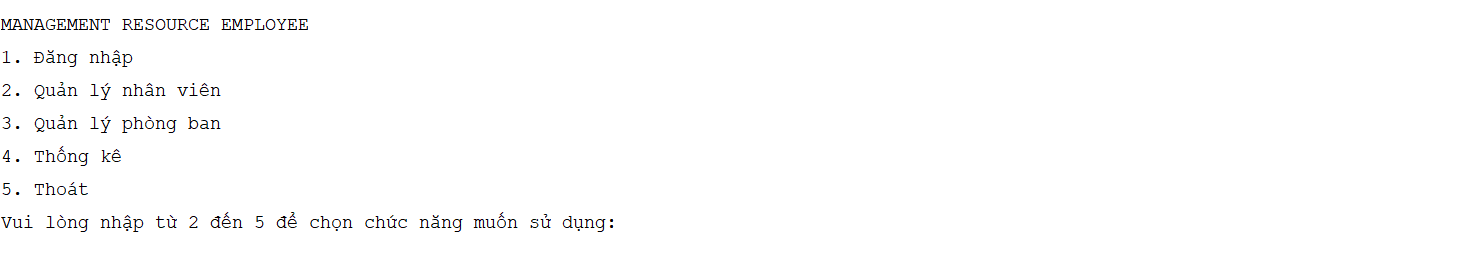 MANAGEMENT RESOURCE EMPLOYEE
1. Đăng nhập
2. Quản lý nhân viên
3. Quản lý phòng ban
4. Thống kê
5. Thoát
Vui lòng nhập từ 2 đến 5 để chọn chức năng muốn sử dụng: